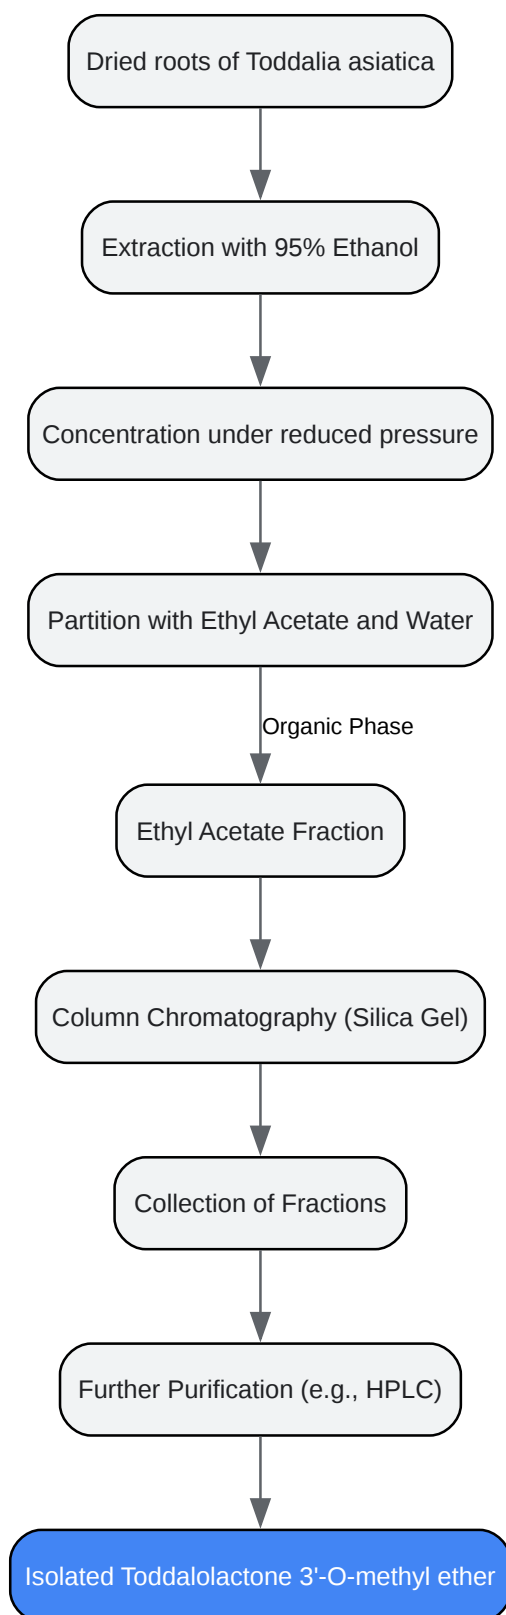 Dried roots of Toddalia asiatica
Extraction with 95% Ethanol
Concentration under reduced pressure
Partition with Ethyl Acetate and Water
Organic Phase
Ethyl Acetate Fraction
Column Chromatography (Silica Gel)
Collection of Fractions
Further Purification (e.g., HPLC)
Isolated Toddalolactone 3'-O-methyl ether